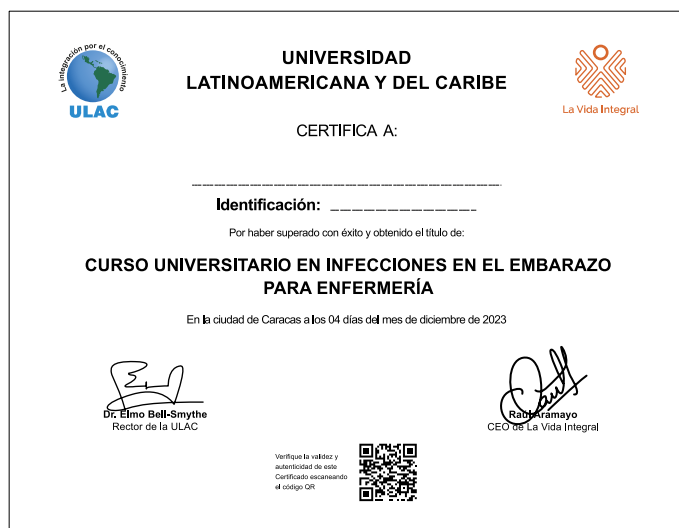 La integración por el conocimiento
ULAC
UNIVERSIDAD
LATINOAMERICANA Y DEL CARIBE
La Vida Integral
CERTIFICA A:
Identificación:
Por haber superado con éxito y obtenido el título de:
CURSO UNIVERSITARIO EN INFECCIONES EN EL EMBARAZO
PARA ENFERMERÍA
En la ciudad de Caracas a los 04 días del mes de diciembre de 2023
Dr. Elmo Bell-Smythe
Rector de la ULAC
Raúl Aramayo
CEO de La Vida Integral
Verifique la validez y
autenticidad de este
Certificado escaneando
el código QR